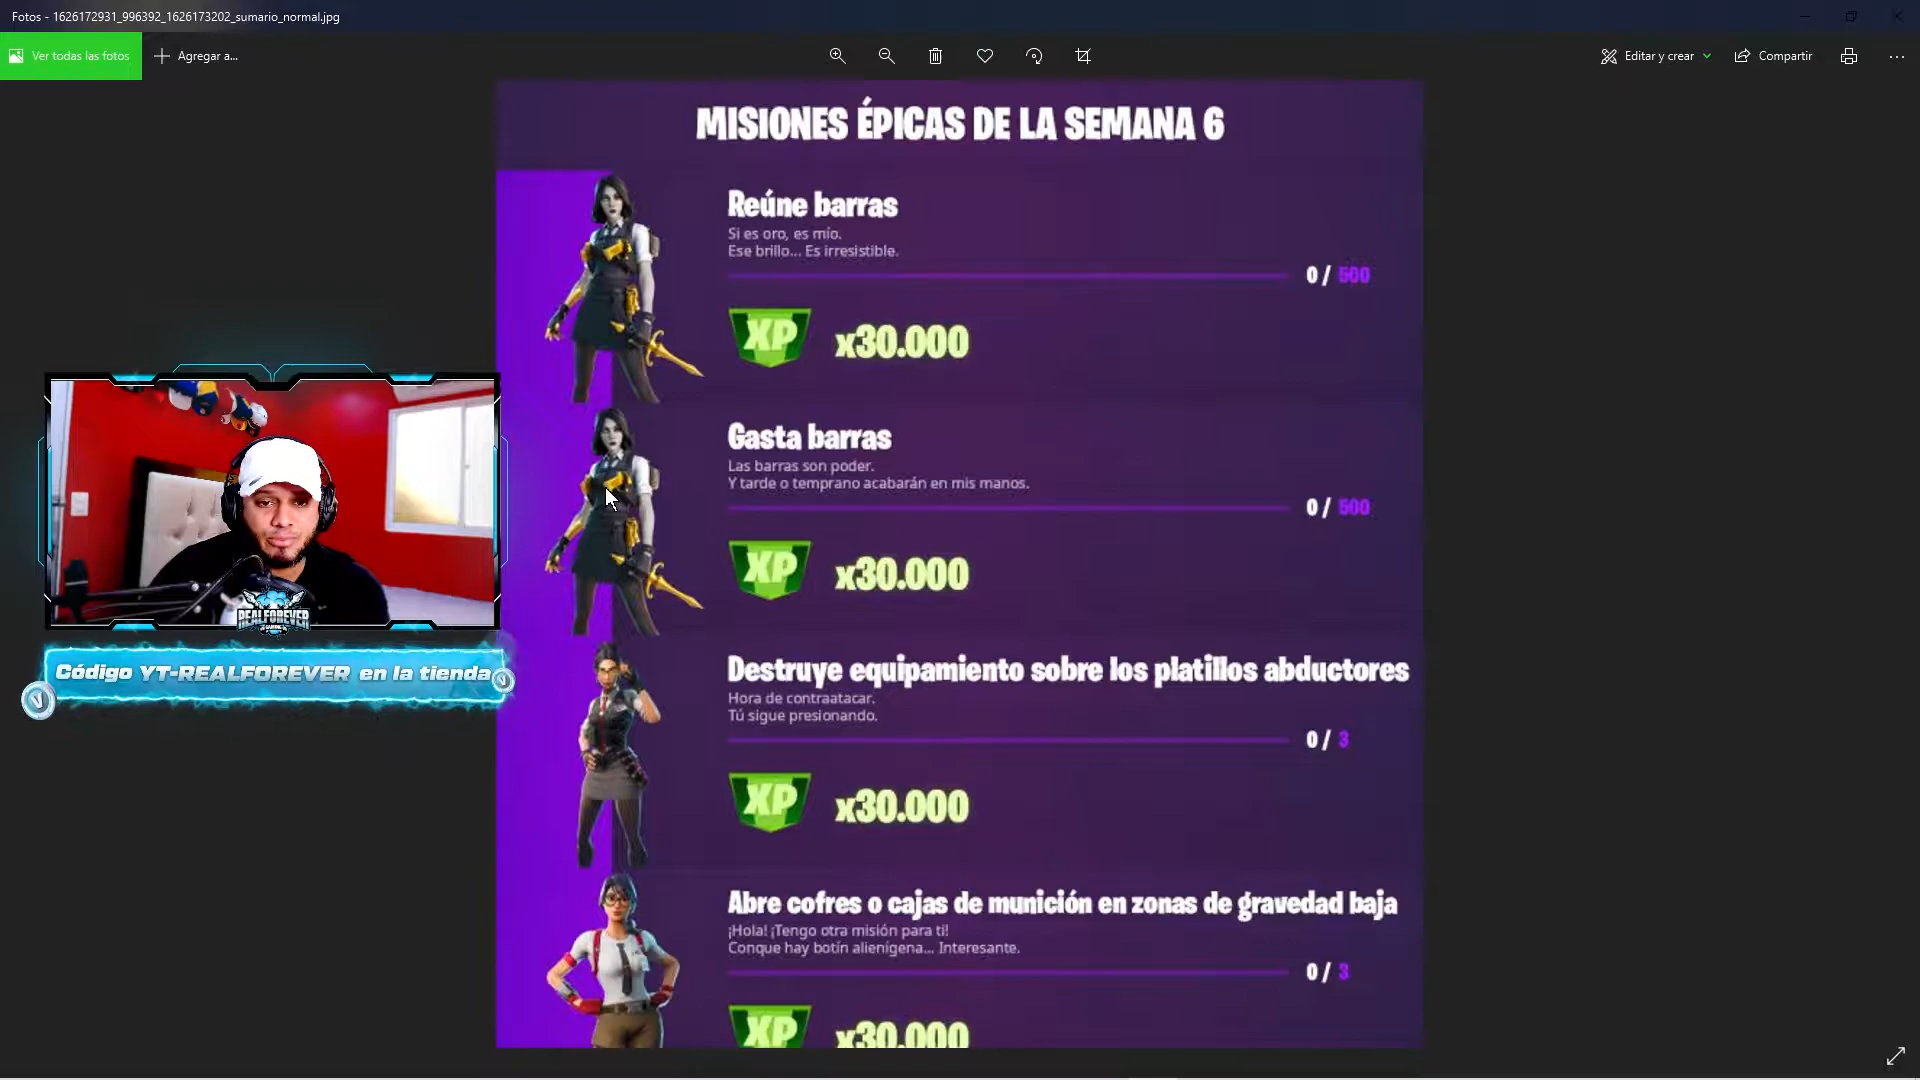 Fotos - 1626172931_996392_1626173202_sumario_normal.jpg
Ver todas las fotos
Agregar a...
Editar y crear
Compartir
MISIONES ÉPICAS DE LA SEMANA 6
Reúne barras
Si es oro, es mío.
Ese brillo... Es irresistible.
0 / 500
XP x30.000
Gasta barras
Las barras son poder.
Y tarde o temprano acabarán en mis manos.
0 / 500
XP x30.000
REALFOREVER
GAMING
Código YT-REALFOREVER en la tienda
V
V
Destruye equipamiento sobre los platillos abductores
Hora de contraatacar.
Tú sigue presionando.
0 / 3
XP x30.000
Abre cofres o cajas de munición en zonas de gravedad baja
¡Hola! ¡Tengo otra misión para ti!
Conque hay botín alienígena... Interesante.
0 / 3
XP x30.000